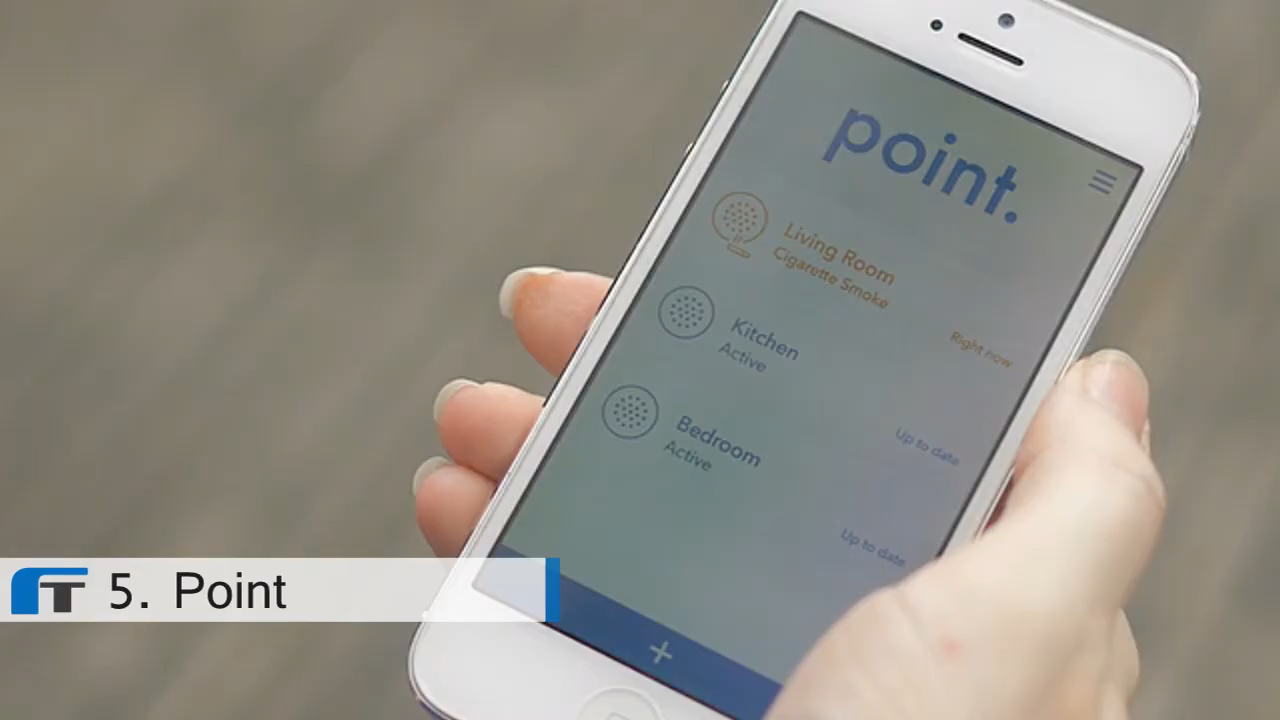 point.
Living Room
Cigarette Smoke
Right now
Kitchen
Active
Up to date
Bedroom
Active
Up to date
+
5. Point